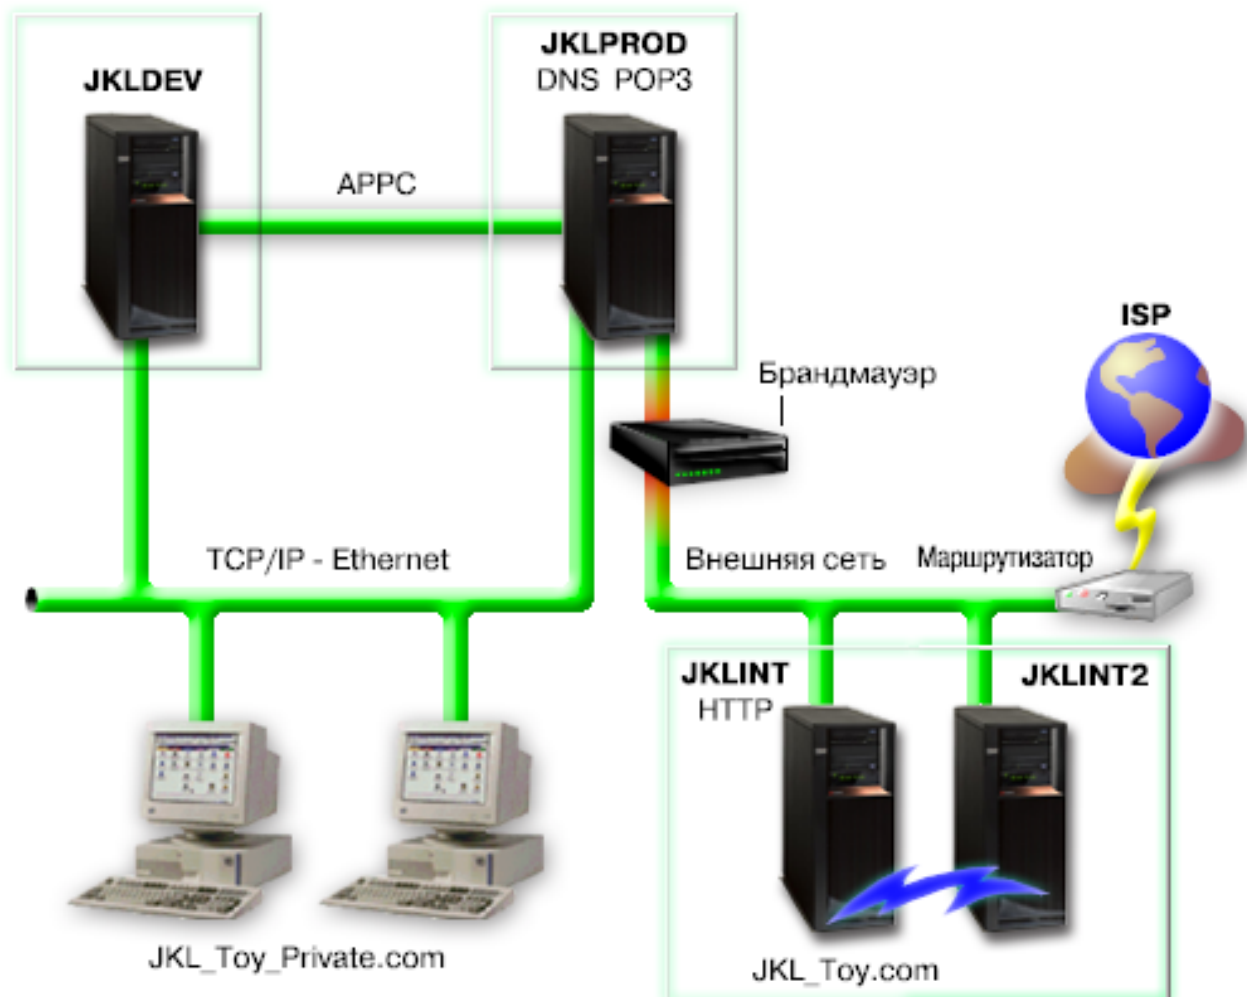 JKLPROD
DNS POP3
JKLDEV
APPC
ISP
Брандмауэр
TCP/IP - Ethernet
Внешняя сеть
Маршрутизатор
JKLINT
HTTP
JKLINT2
JKL_Toy_Private.com
JKL_Toy.com